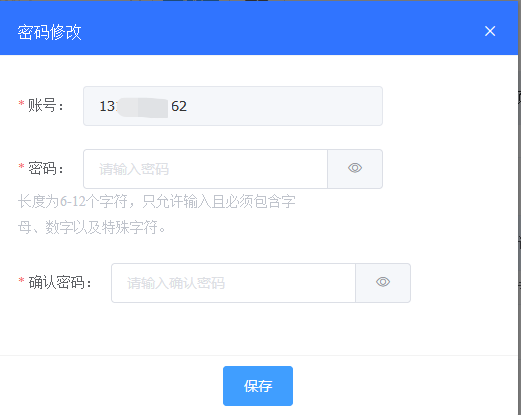 密码修改
* 账号： 13 62
* 密码： 请输入密码
长度为6-12个字符，只允许输入且必须包含字
母、数字以及特殊字符。
* 确认密码： 请输入确认密码
保存